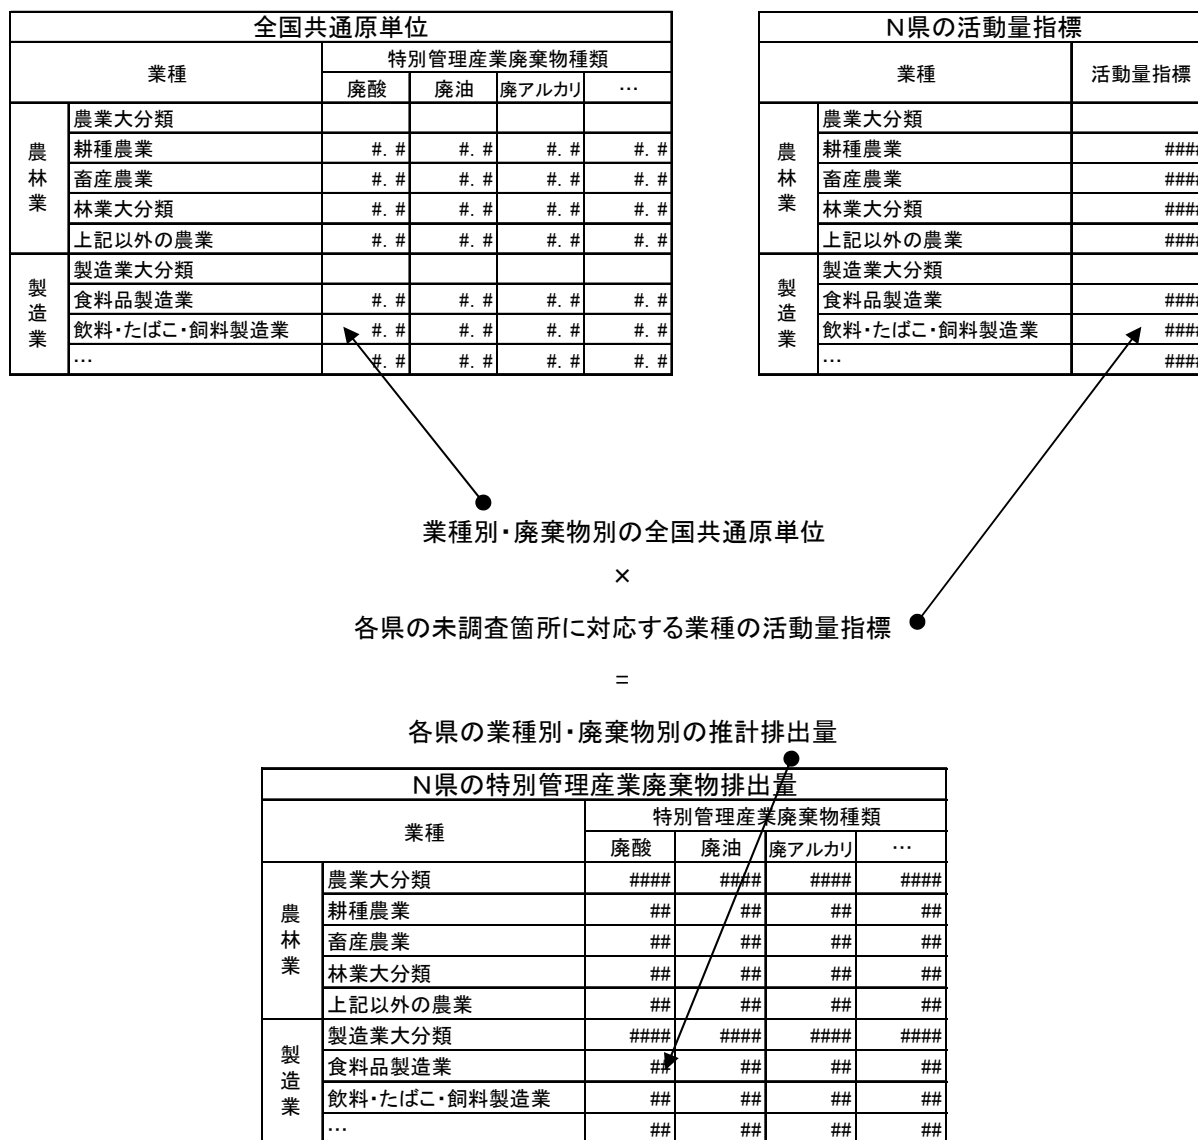 全国共通原単位
業種 特別管理産業廃棄物種類
廃酸 廃油 廃アルカリ …
農林業 農業大分類
耕種農業 #. # #. # #. # #. #
畜産農業 #. # #. # #. # #. #
林業大分類 #. # #. # #. # #. #
上記以外の農業 #. # #. # #. # #. #
製造業 製造業大分類
食料品製造業 #. # #. # #. # #. #
飲料・たばこ・飼料製造業 #. # #. # #. # #. #
… #. # #. # #. # #. #
N県の活動量指標
業種 活動量指標
農林業 農業大分類
耕種農業 ####
畜産農業 ####
林業大分類 ####
上記以外の農業 ####
製造業 製造業大分類
食料品製造業 ####
飲料・たばこ・飼料製造業 ####
… ####
業種別・廃棄物別の全国共通原単位
×
各県の未調査箇所に対応する業種の活動量指標
=
各県の業種別・廃棄物別の推計排出量
N県の特別管理産業廃棄物排出量
業種 特別管理産業廃棄物種類
廃酸 廃油 廃アルカリ …
農林業 農業大分類 #### #### #### ####
耕種農業 ## ## ## ##
畜産農業 ## ## ## ##
林業大分類 ## ## ## ##
上記以外の農業 ## ## ## ##
製造業 製造業大分類 #### #### #### ####
食料品製造業 ## ## ## ##
飲料・たばこ・飼料製造業 ## ## ## ##
… ## ## ## ##